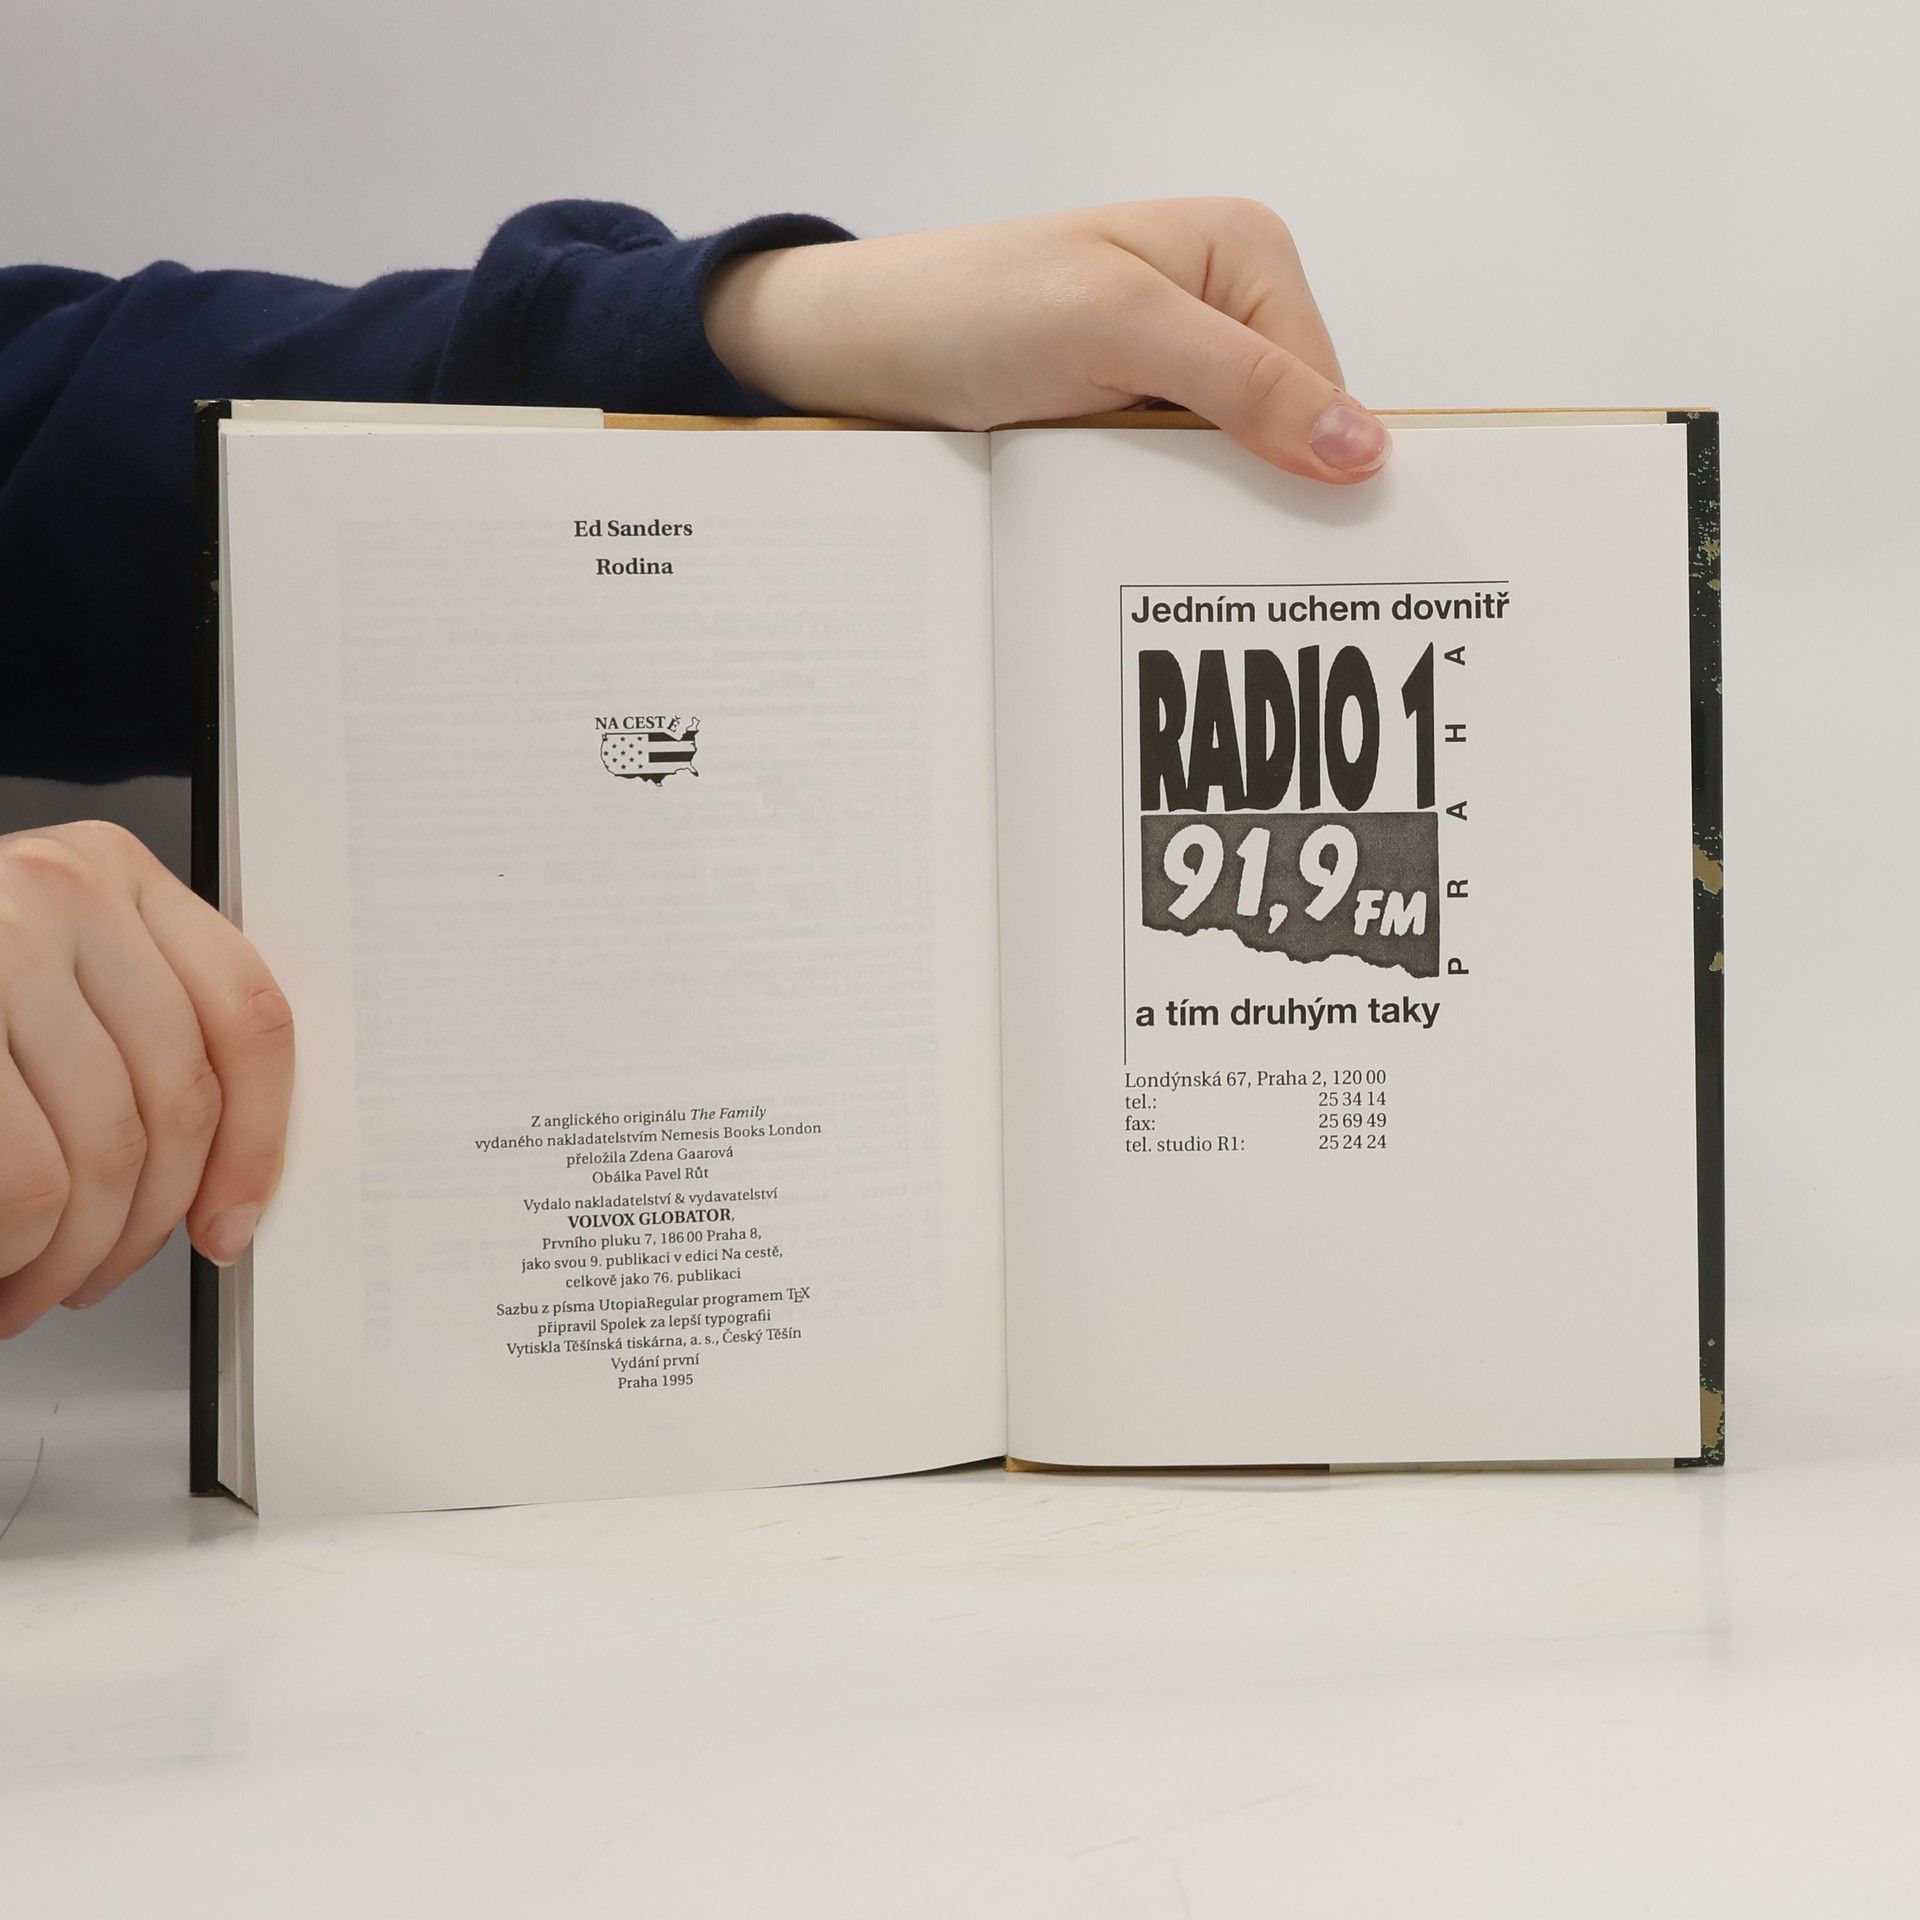 Ed Sanders
Rodina
NA CESTĚ
Z anglického originálu The Family
vydaného nakladatelstvím Nemesis Books London
přeložila Zdena Gaarová
Obálka Pavel Růt
Vydalo nakladatelství & vydavatelství
VOLVOX GLOBATOR,
Prvního pluku 7, 186 00 Praha 8,
jako svou 9. publikaci v edici Na cestě,
celkově jako 76. publikaci
Sazbu z písma UtopiaRegular programem TEX
připravil Spolek za lepší typografii
Vytiskla Těšínská tiskárna, a. s., Český Těšín
Vydání první
Praha 1995
Jedním uchem dovnitř
RADIO 1
91,9 FM
PRAHA
a tím druhým taky
Londýnská 67, Praha 2, 120 00
tel.: 25 34 14
fax: 25 69 49
tel. studio R1: 25 24 24